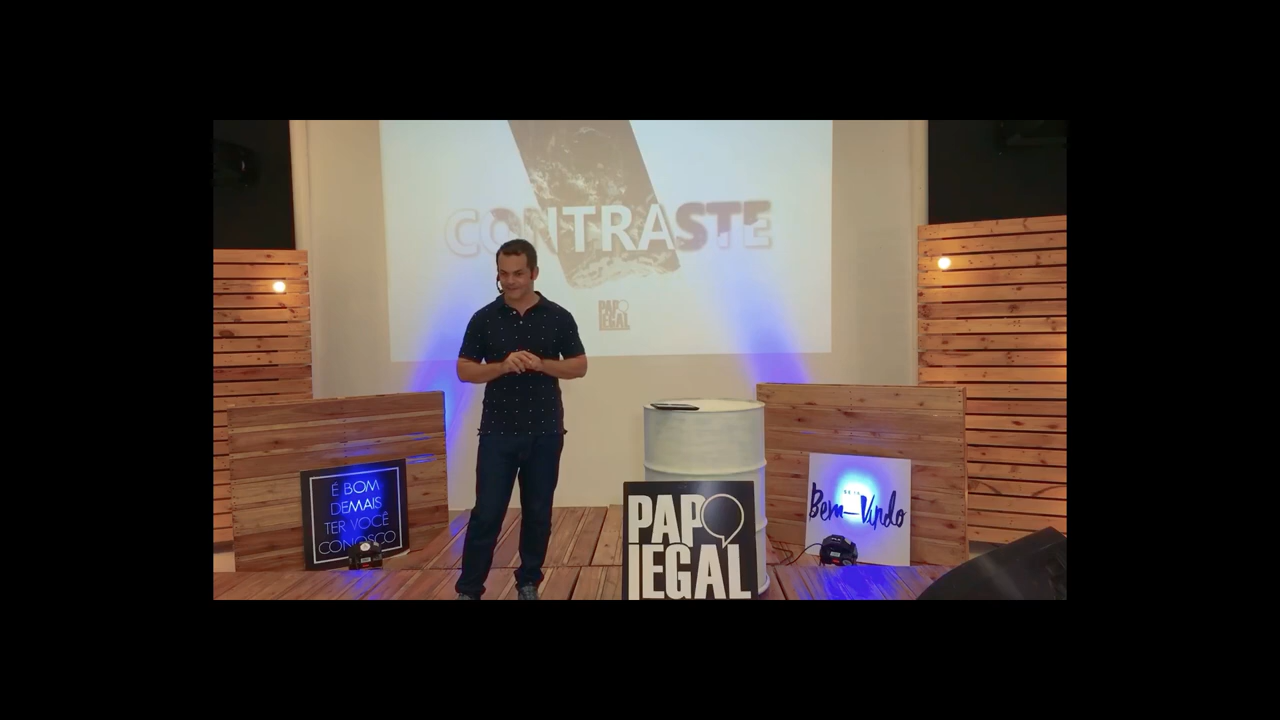 CONTRASTE
PAPO
LEGAL
É BOM
DEMAIS
TER VOCÊ
CONOSCO
PAPO
LEGAL
Bem-Vindo